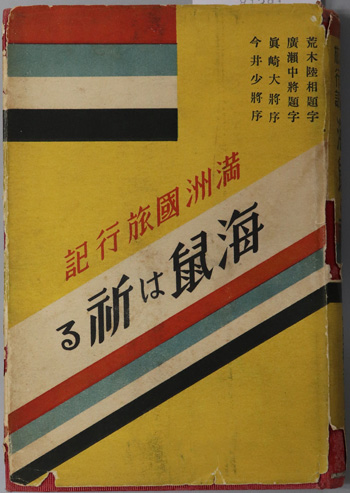 荒木陸相題字
廣瀬中將題字
眞崎大將序
今井少將序
満洲國旅行記
海鼠は祈る